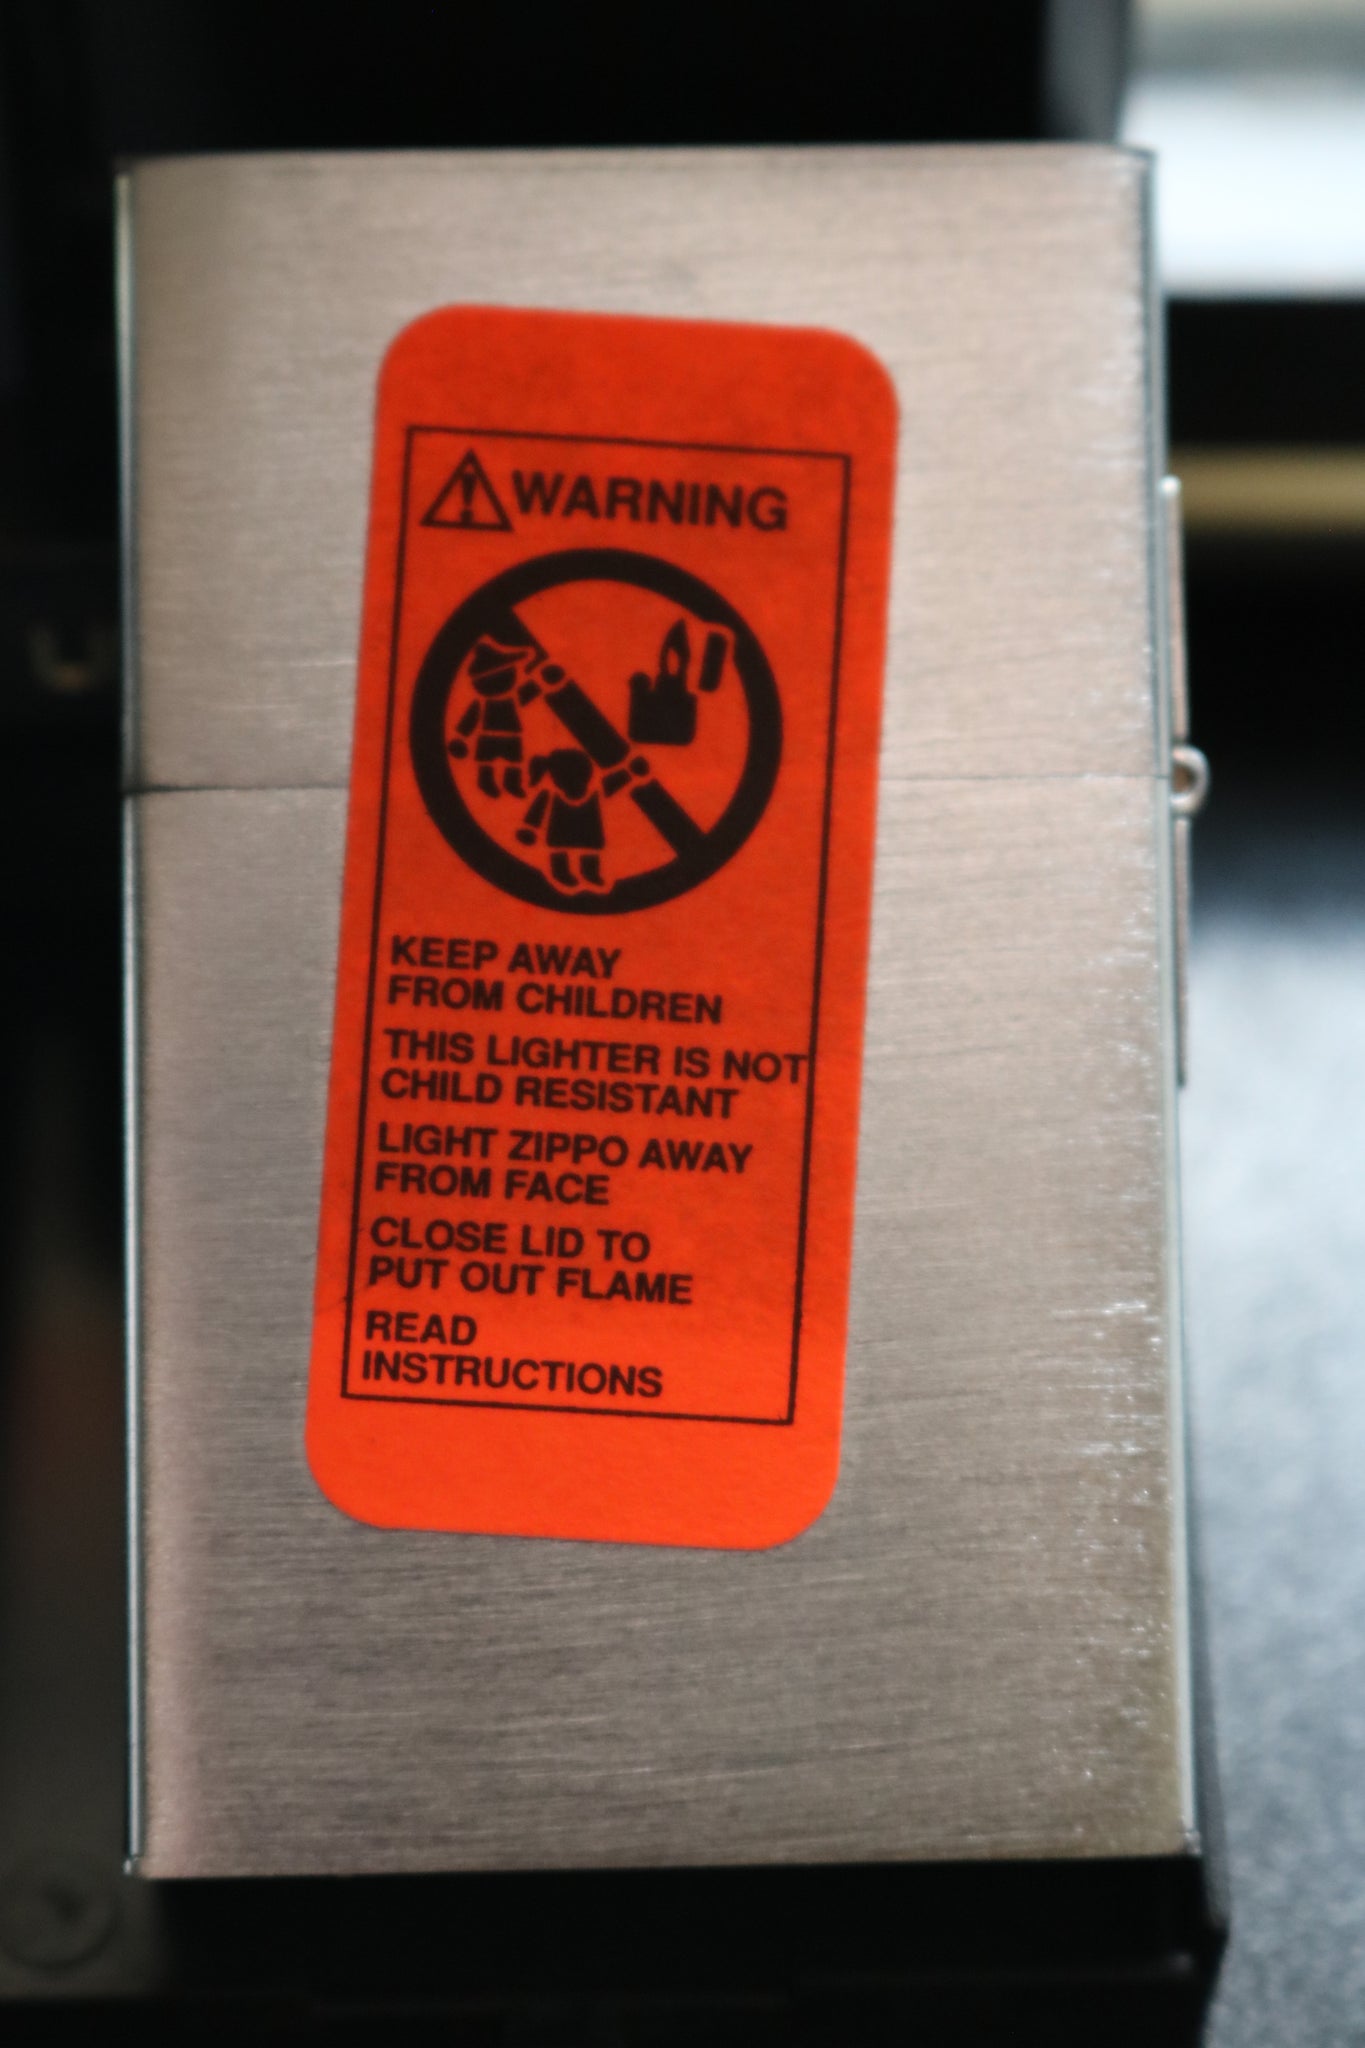 WARNING
KEEP AWAY
FROM CHILDREN
THIS LIGHTER IS NOT
CHILD RESISTANT
LIGHT ZIPPO AWAY
FROM FACE
CLOSE LID TO
PUT OUT FLAME
READ
INSTRUCTIONS